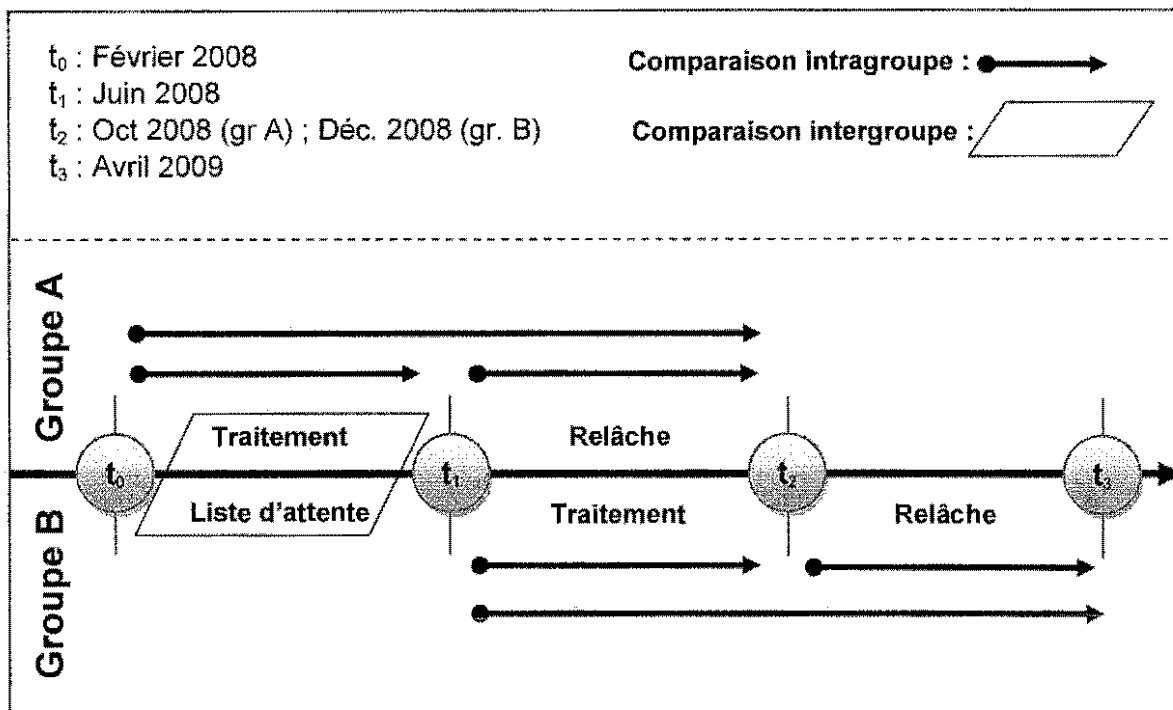 t₀ : Février 2008
t₁ : Juin 2008
t₂ : Oct 2008 (gr A) ; Déc. 2008 (gr. B)
t₃ : Avril 2009
Comparaison intragroupe :
Comparaison intergroupe :
Groupe A
Traitement
Relâche
t₀
t₁
t₂
t₃
Groupe B
Liste d'attente
Traitement
Relâche